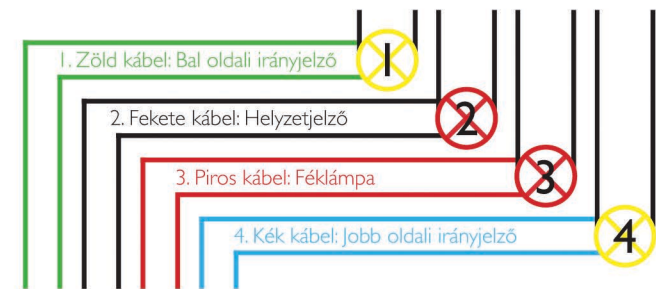 1. Zöld kábel: Bal oldali irányjelző
1
2. Fekete kábel: Helyzetjelző
2
3. Piros kábel: Féklámpa
3
4. Kék kábel: Jobb oldali irányjelző
4